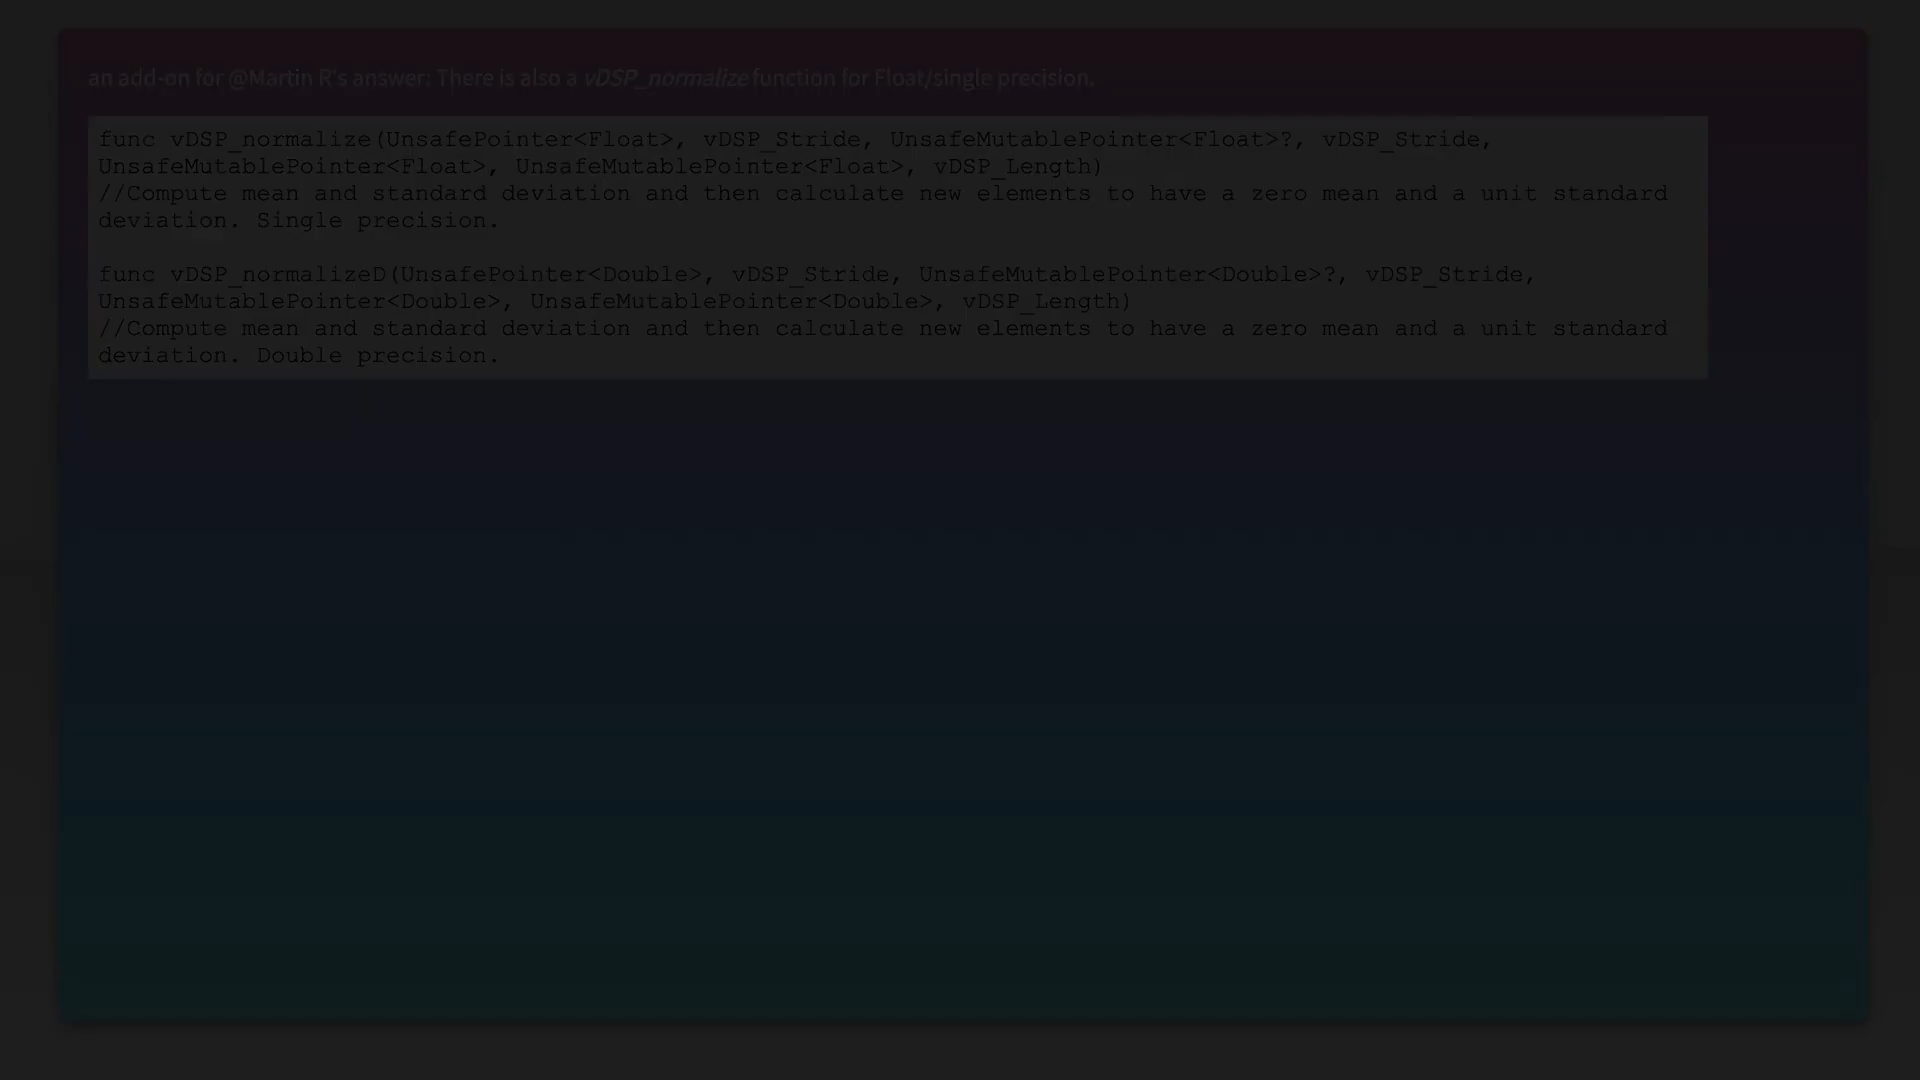 an add-on for @Martin R's answer: There is also a vDSP_normalize function for Float/single precision.
func vDSP_normalize(UnsafePointer<Float>, vDSP_Stride, UnsafeMutablePointer<Float>?, vDSP_Stride,
UnsafeMutablePointer<Float>, UnsafeMutablePointer<Float>, vDSP_Length)
//Compute mean and standard deviation and then calculate new elements to have a zero mean and a unit standard
deviation. Single precision.
func vDSP_normalizeD(UnsafePointer<Double>, vDSP_Stride, UnsafeMutablePointer<Double>?, vDSP_Stride,
UnsafeMutablePointer<Double>, UnsafeMutablePointer<Double>, vDSP_Length)
//Compute mean and standard deviation and then calculate new elements to have a zero mean and a unit standard
deviation. Double precision.